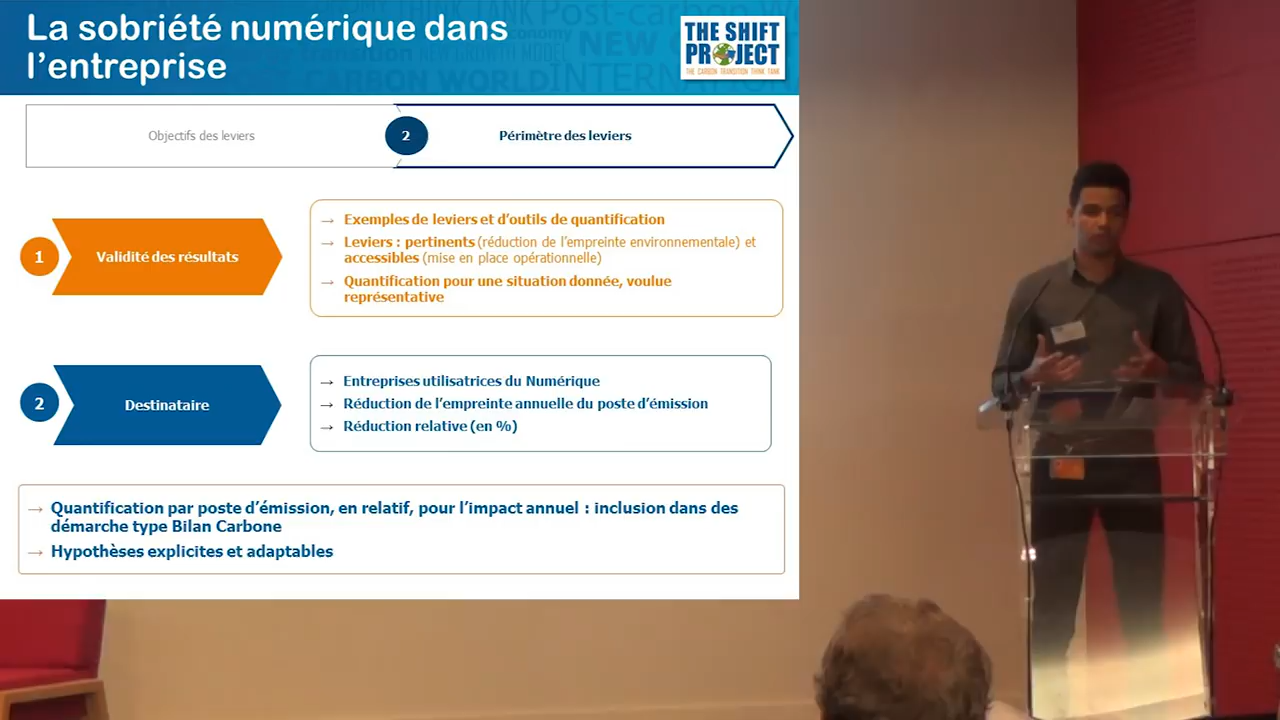 La sobriété numérique dans
l'entreprise
THE SHIFT
PROJECT
THE CARBON TRANSITION THINK TANK
Objectifs des leviers
2
Périmètre des leviers
1
Validité des résultats
→ Exemples de leviers et d'outils de quantification
→ Leviers : pertinents (réduction de l'empreinte environnementale) et
accessibles (mise en place opérationnelle)
→ Quantification pour une situation donnée, voulue
représentative
2
Destinataire
→ Entreprises utilisatrices du Numérique
→ Réduction de l'empreinte annuelle du poste d'émission
→ Réduction relative (en %)
→ Quantification par poste d'émission, en relatif, pour l'impact annuel : inclusion dans des
démarche type Bilan Carbone
→ Hypothèses explicites et adaptables